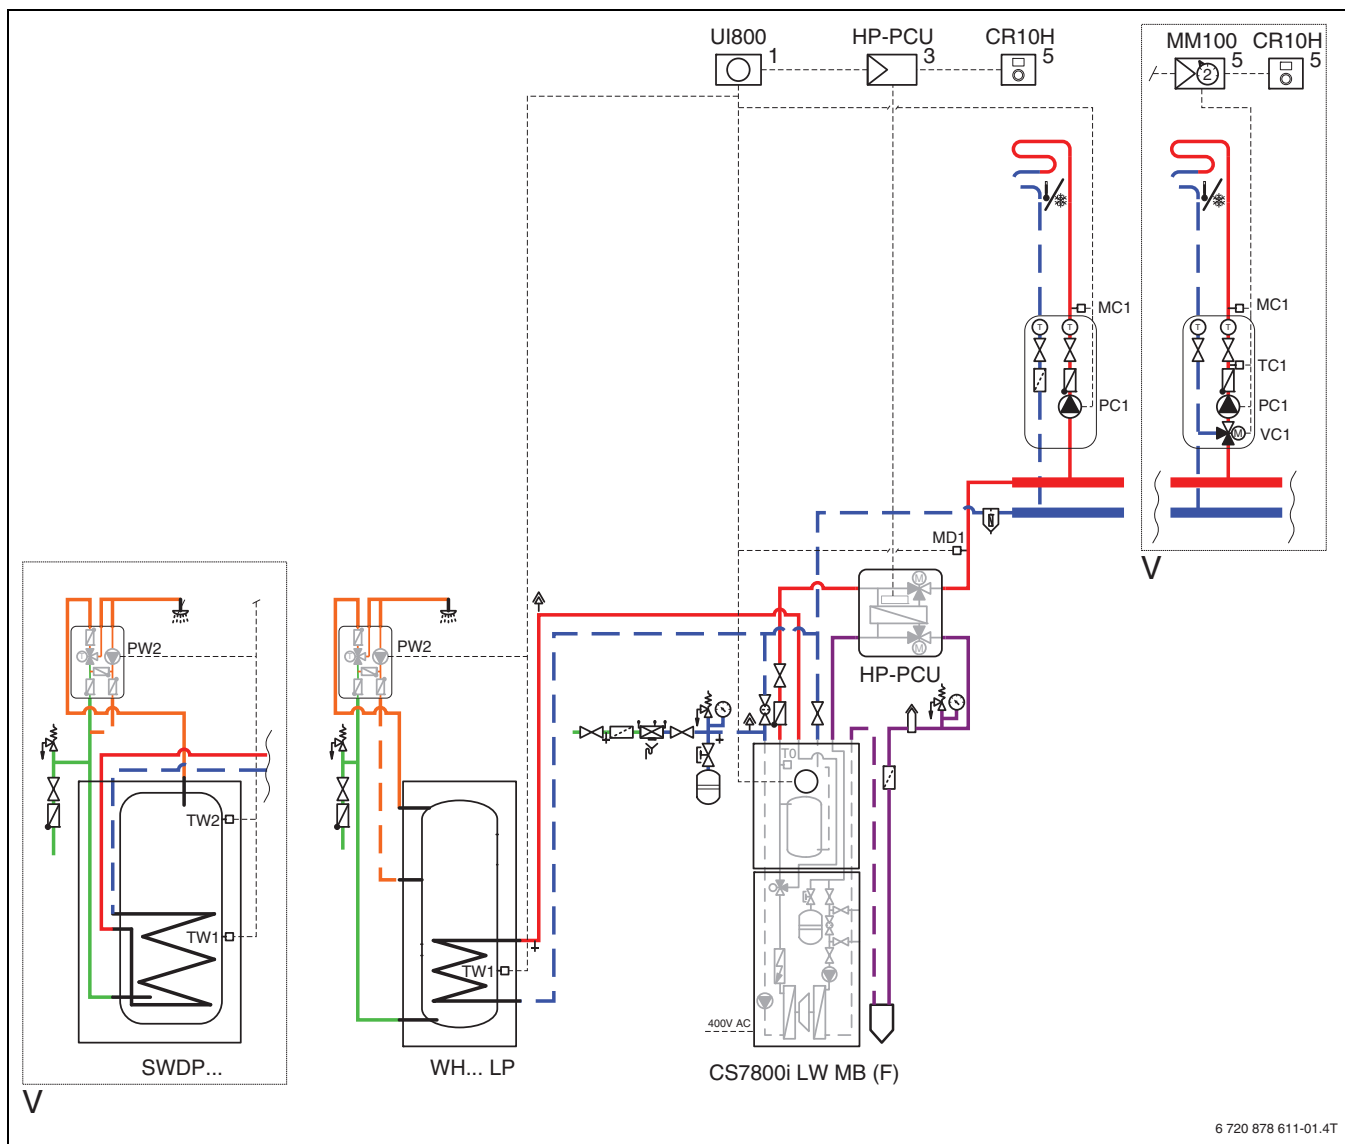 UI800
1
HP-PCU
3
CR10H
5
MM100
5
CR10H
5
2
MC1
MC1
T
T
T
T
TC1
PC1
PC1
M
VC1
MD1
V
M
M
HP-PCU
PW2
T
PW2
T
T0
TW2
TW1
TW1
400V AC
SWDP...
WH... LP
CS7800i LW MB (F)
V
6 720 878 611-01.4T